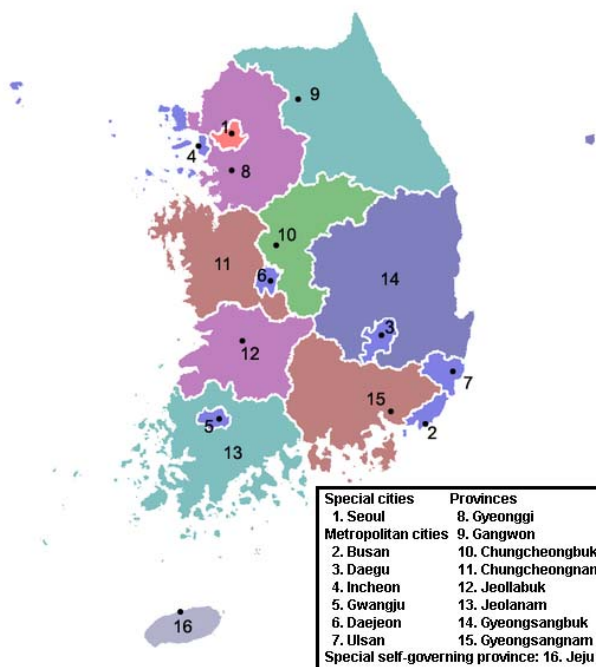 9
1
4
8
10
11
6
14
3
12
7
15
5
2
13
16
Special cities Provinces
1. Seoul 8. Gyeonggi
Metropolitan cities 9. Gangwon
2. Busan 10. Chungcheongbuk
3. Daegu 11. Chungcheongnam
4. Incheon 12. Jeollabuk
5. Gwangju 13. Jeolanam
6. Daejeon 14. Gyeongsangbuk
7. Ulsan 15. Gyeongsangnam
Special self-governing province: 16. Jeju